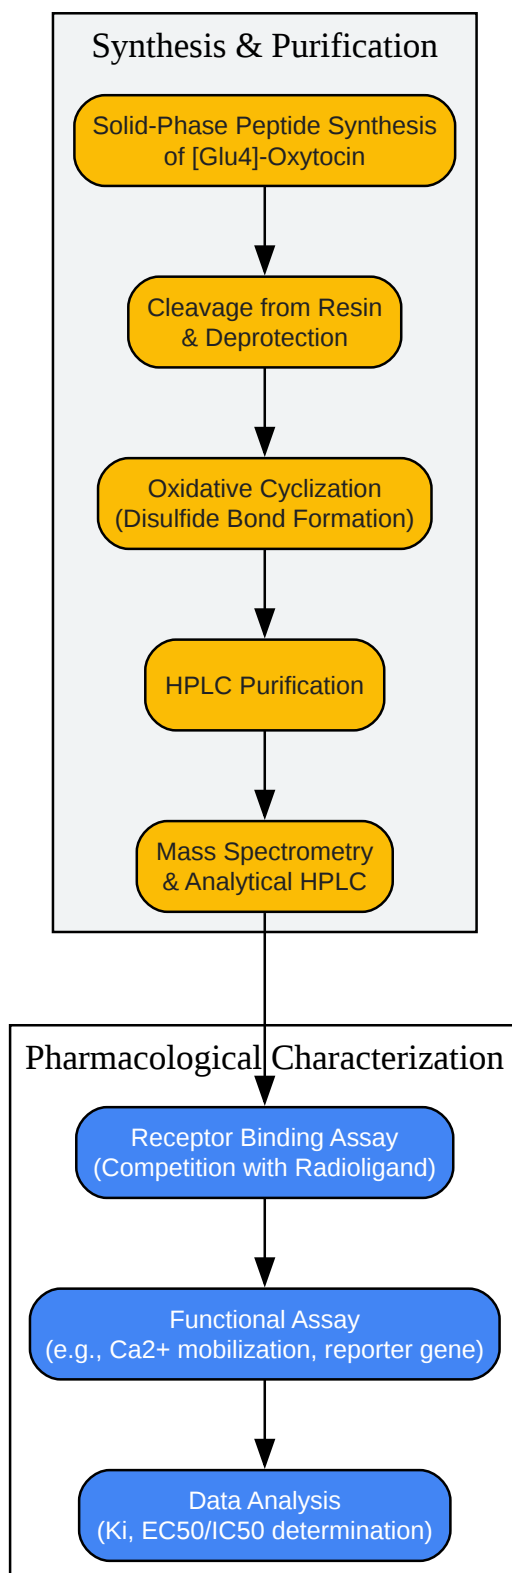 Synthesis & Purification
Solid-Phase Peptide Synthesis
of [Glu4]-Oxytocin
Cleavage from Resin
& Deprotection
Oxidative Cyclization
(Disulfide Bond Formation)
HPLC Purification
Mass Spectrometry
& Analytical HPLC
Pharmacological Characterization
Receptor Binding Assay
(Competition with Radioligand)
Functional Assay
(e.g., Ca2+ mobilization, reporter gene)
Data Analysis
(Ki, EC50/IC50 determination)